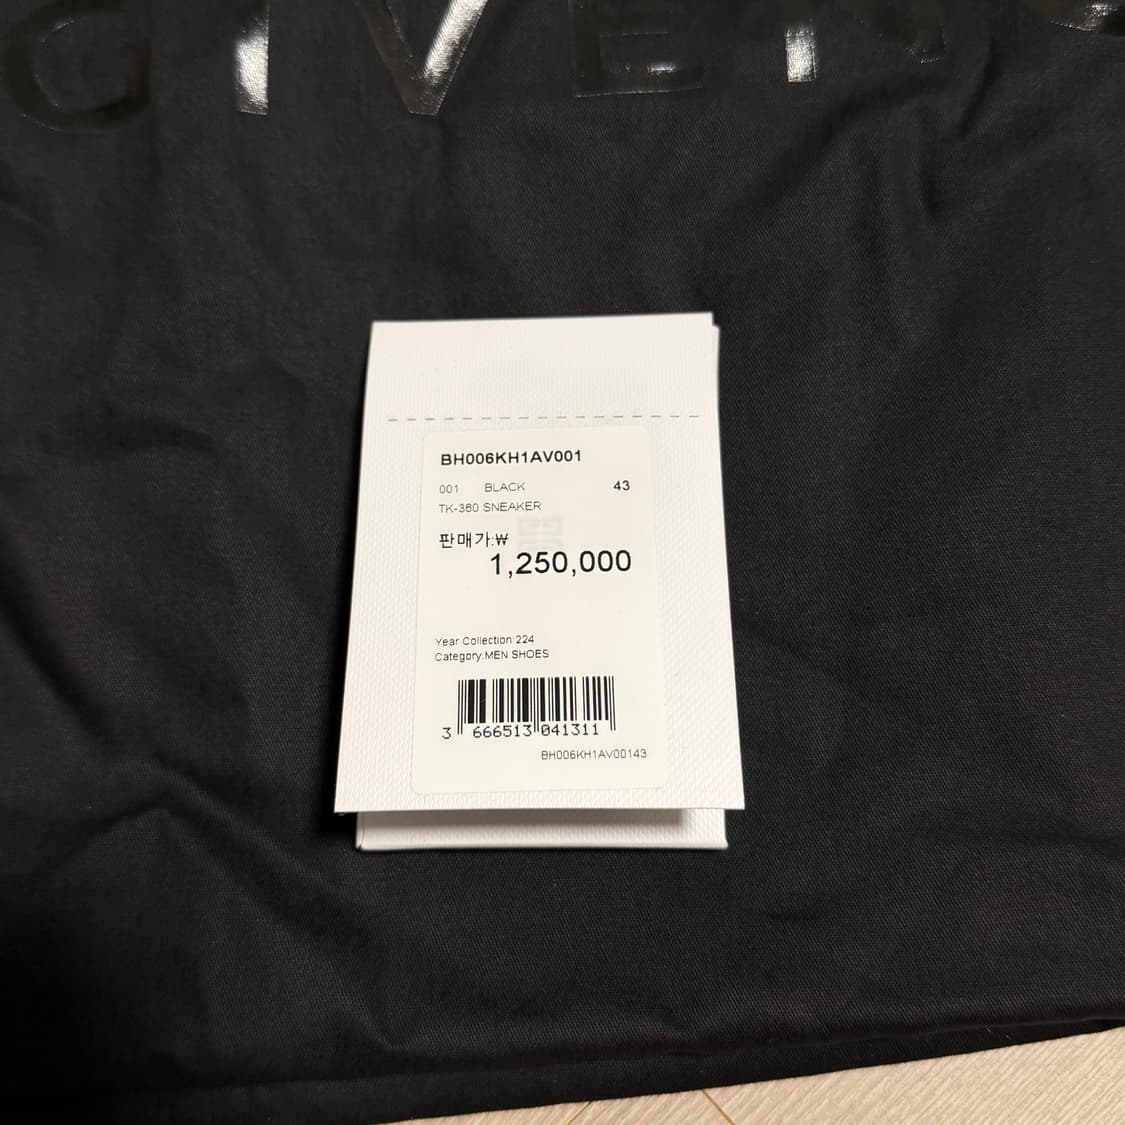 GIVEN
BH006KH1AV001
001 BLACK 43
TK-360 SNEAKER
판매가:₩
1,250,000
Year Collection:224
Category:MEN SHOES
3 666513 041311
BH006KH1AV00143